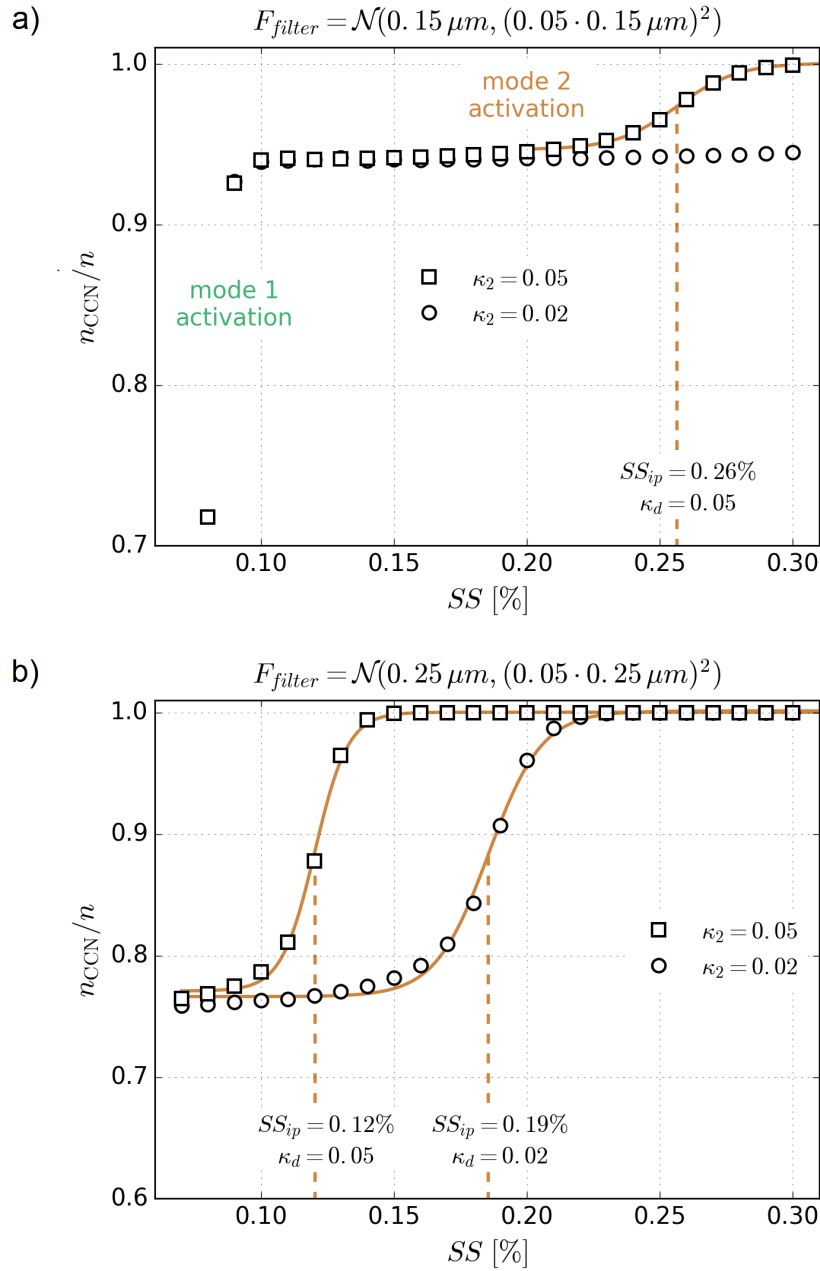 a)
F_filter = N(0.15 μm, (0.05 · 0.15 μm)²)
1.0
0.9
0.8
0.7
n_CCN/n
mode 2
activation
mode 1
activation
κ₂ = 0.05
κ₂ = 0.02
SS_ip = 0.26%
κ_d = 0.05
0.10
0.15
0.20
0.25
0.30
SS [%]
b)
F_filter = N(0.25 μm, (0.05 · 0.25 μm)²)
1.0
0.9
0.8
0.7
0.6
n_CCN/n
κ₂ = 0.05
κ₂ = 0.02
SS_ip = 0.12%
κ_d = 0.05
SS_ip = 0.19%
κ_d = 0.02
0.10
0.15
0.20
0.25
0.30
SS [%]